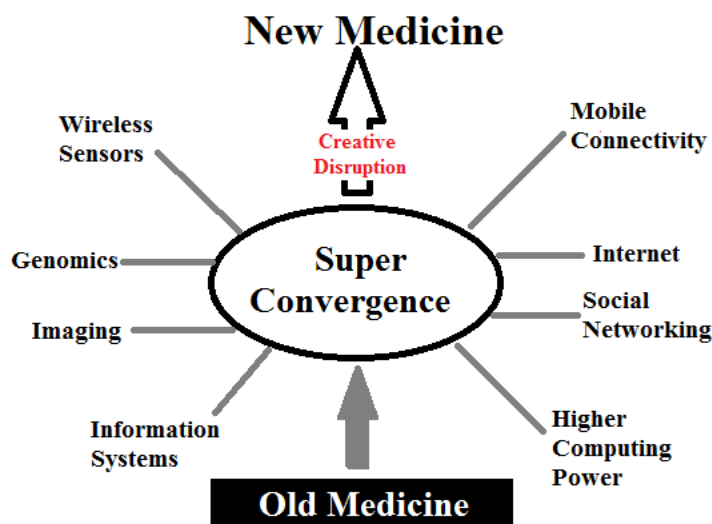 New Medicine
Creative
Disruption
Wireless
Sensors
Mobile
Connectivity
Genomics
Super
Convergence
Internet
Imaging
Social
Networking
Information
Systems
Higher
Computing
Power
Old Medicine